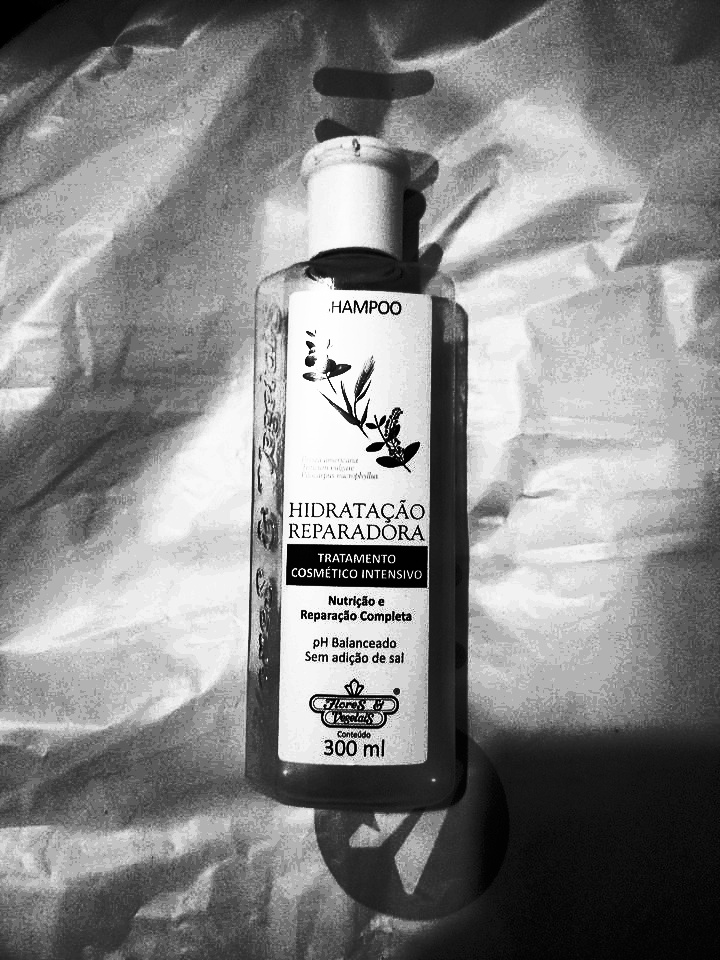 HAMPOO
HIDRATAÇÃO
REPARADORA
TRATAMENTO
COSMÉTICO INTENSIVO
Nutrição e
Reparação Completa
pH Balanceado
Sem adição de sal
Flores &
Vegetais
Conteúdo
300 ml